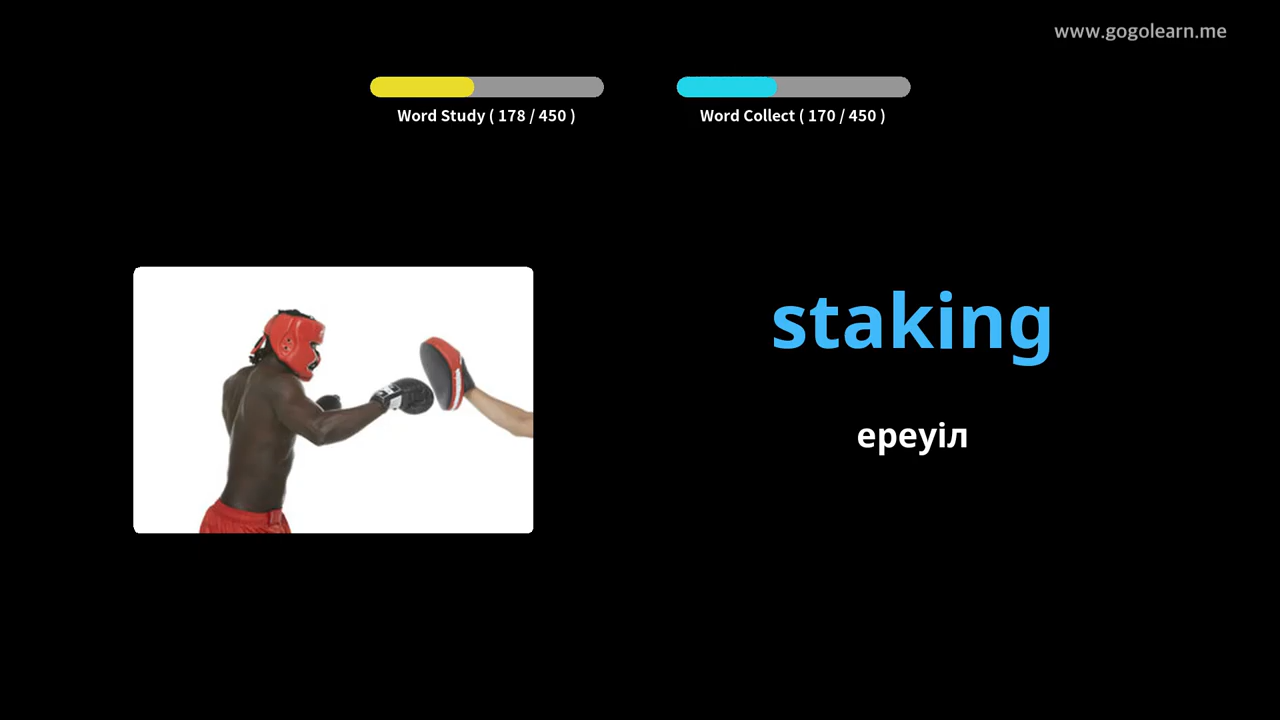 www.gogolearn.me
Word Study ( 178 / 450 )
Word Collect ( 170 / 450 )
staking
ереуіл